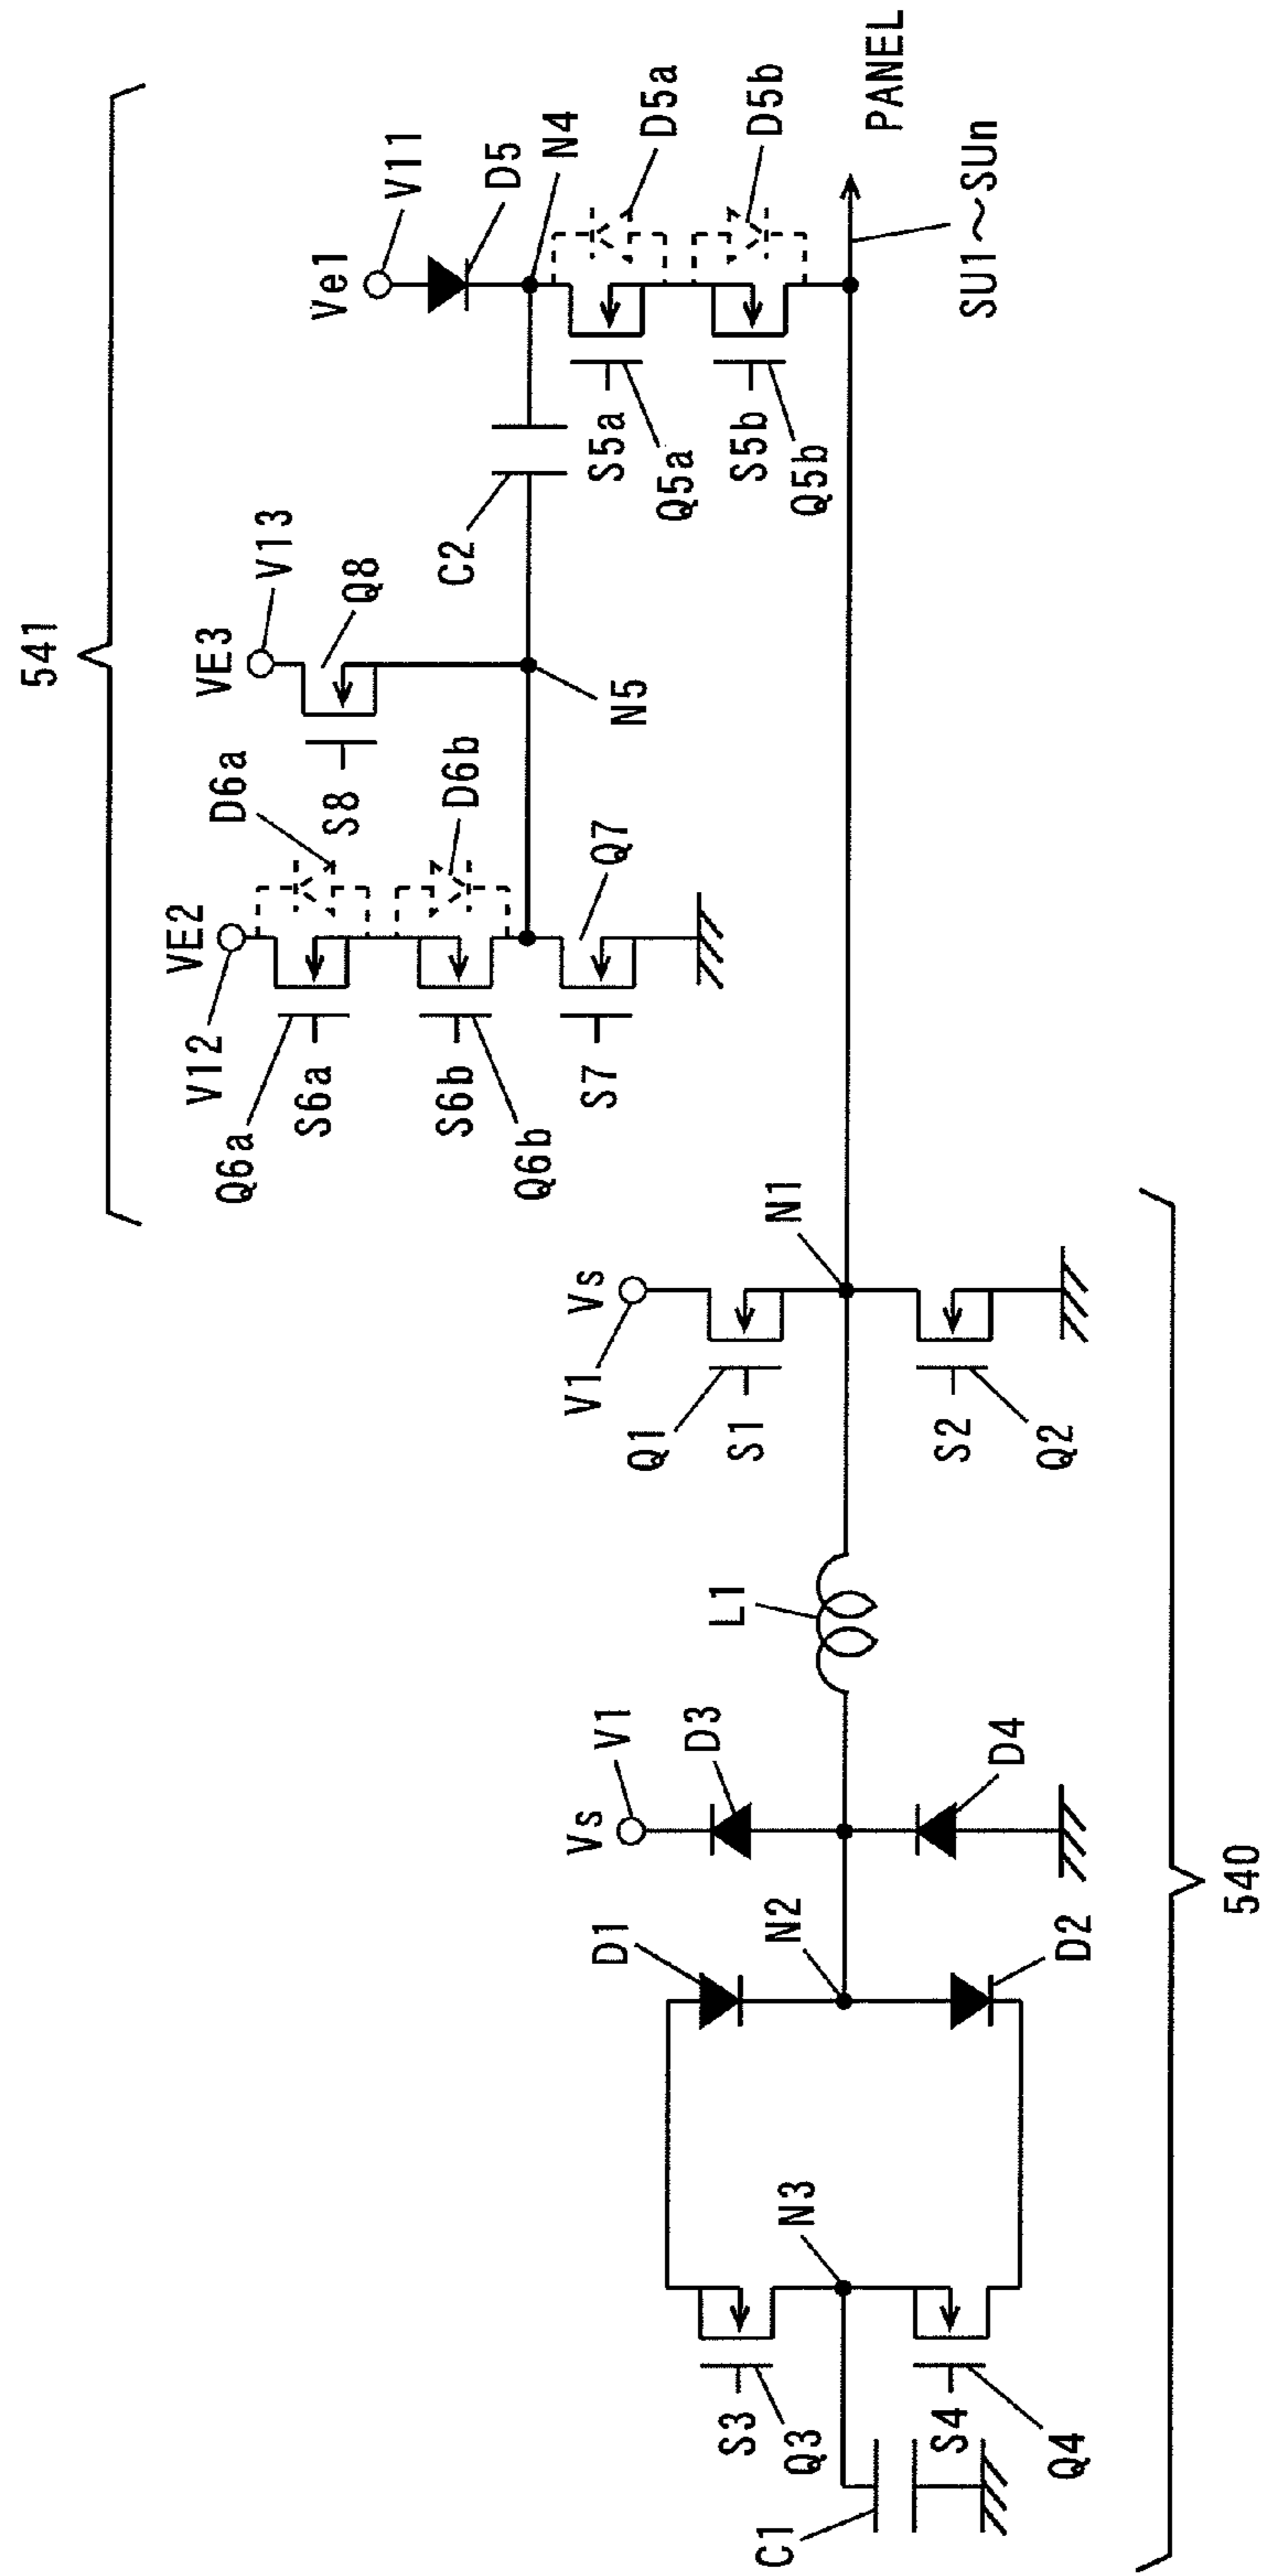 541
VE3
V13
Q8
S8
VE2
V12
D6a
D6b
Q6a
S6a
S6b
Q6b
S7
Q7
N5
C2
Ve1
V11
D5
N4
D5a
D5b
S5a
Q5a
S5b
Q5b
PANEL
SU1~SUn
Vs
V1
Q1
S1
N1
S2
Q2
L1
Vs
V1
D3
D4
D1
N2
D2
N3
S3
Q3
S4
Q4
C1
540